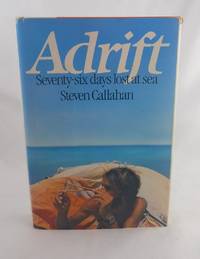 Adrift
Seventy-six days lost at sea
Steven Callahan